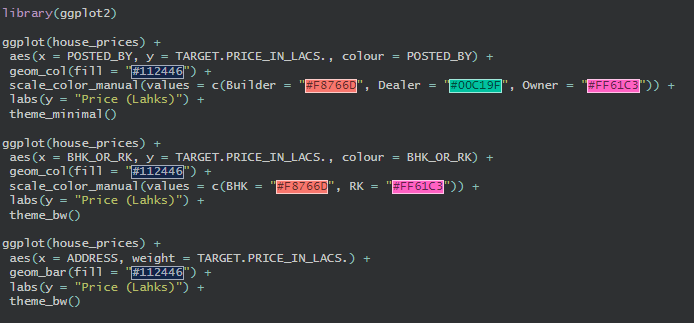 library(ggplot2)
ggplot(house_prices) +
aes(x = POSTED_BY, y = TARGET.PRICE_IN_LACS., colour = POSTED_BY) +
geom_col(fill = "#112446") +
scale_color_manual(values = c(Builder = "#F8766D", Dealer = "#00C19F", Owner = "#FF61C3")) +
labs(y = "Price (Lahks)") +
theme_minimal()
ggplot(house_prices) +
aes(x = BHK_OR_RK, y = TARGET.PRICE_IN_LACS., colour = BHK_OR_RK) +
geom_col(fill = "#112446") +
scale_color_manual(values = c(BHK = "#F8766D", RK = "#FF61C3")) +
labs(y = "Price (Lahks)") +
theme_bw()
ggplot(house_prices) +
aes(x = ADDRESS, weight = TARGET.PRICE_IN_LACS.) +
geom_bar(fill = "#112446") +
labs(y = "Price (Lahks)") +
theme_bw()